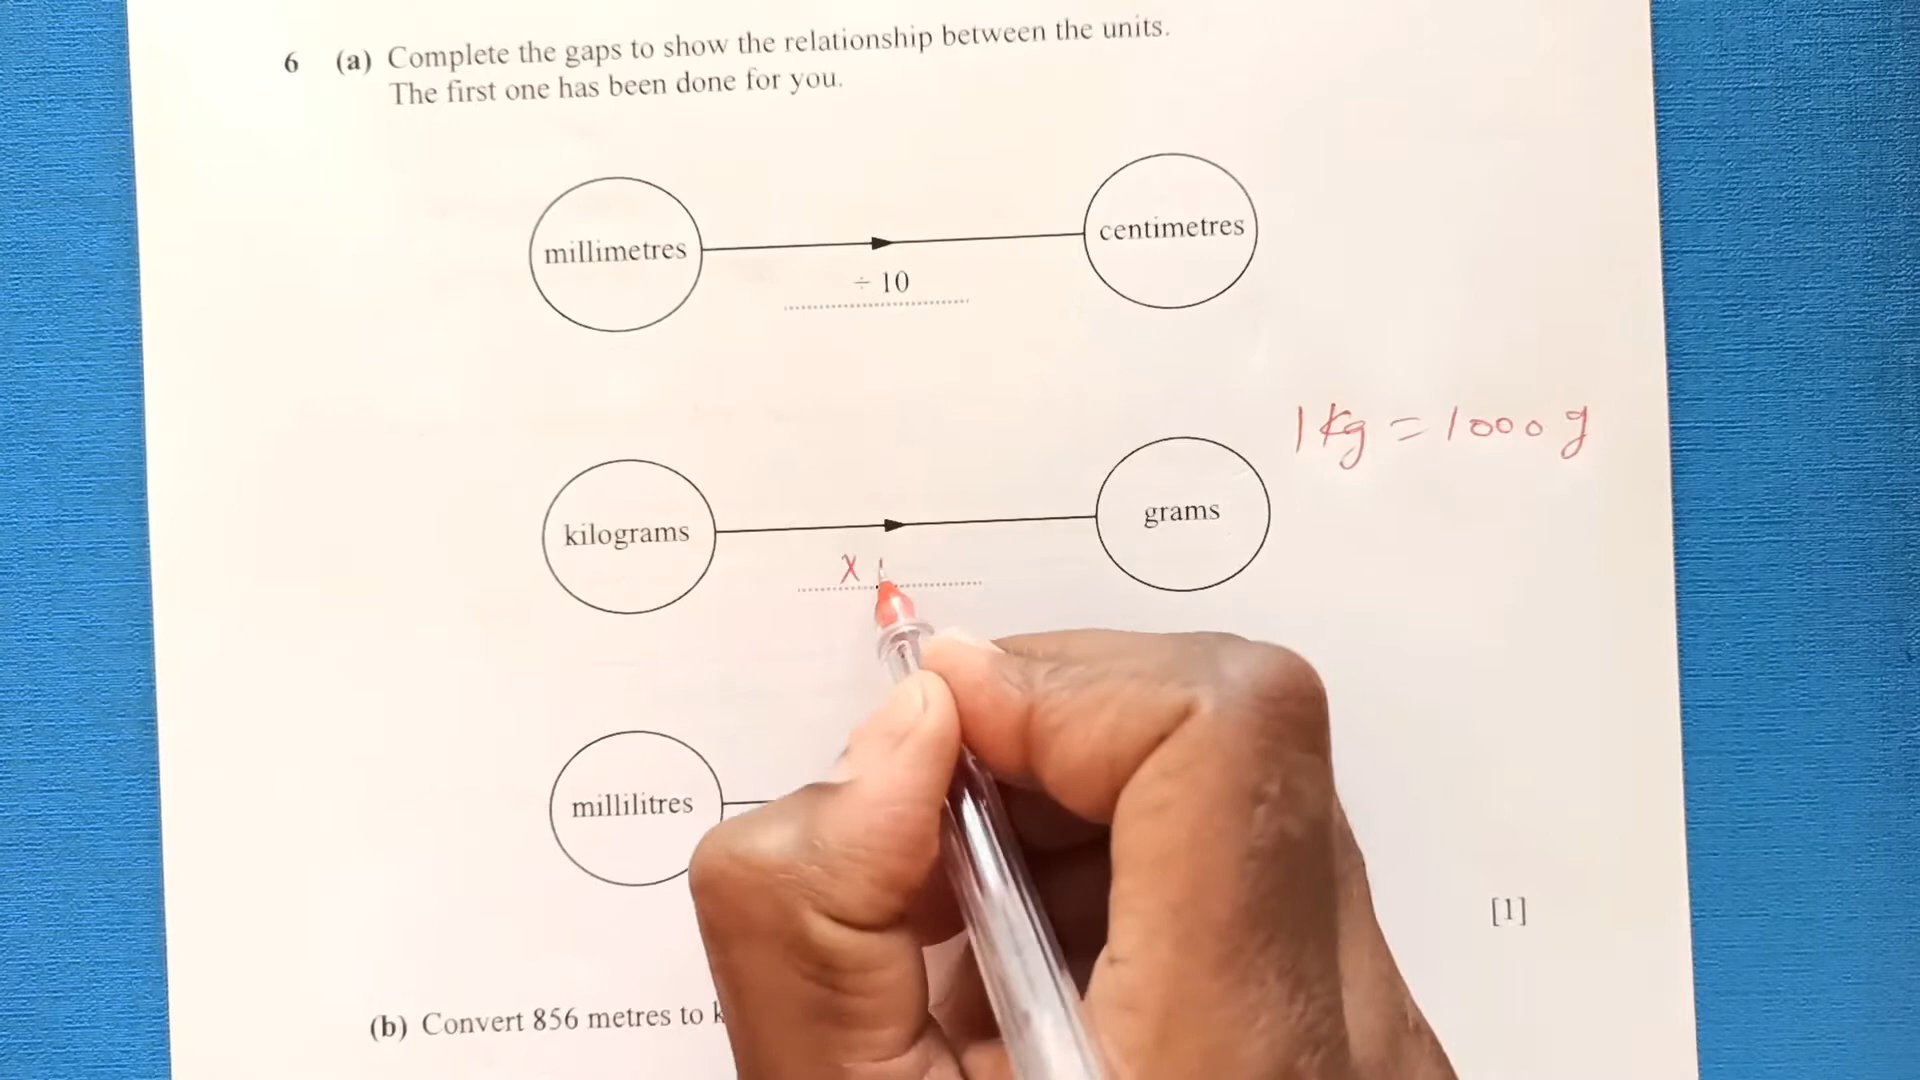 6 (a) Complete the gaps to show the relationship between the units.
The first one has been done for you.
millimetres
centimetres
÷ 10
1 kg = 1000 g
kilograms
grams
x
millilitres
[1]
(b) Convert 856 metres to